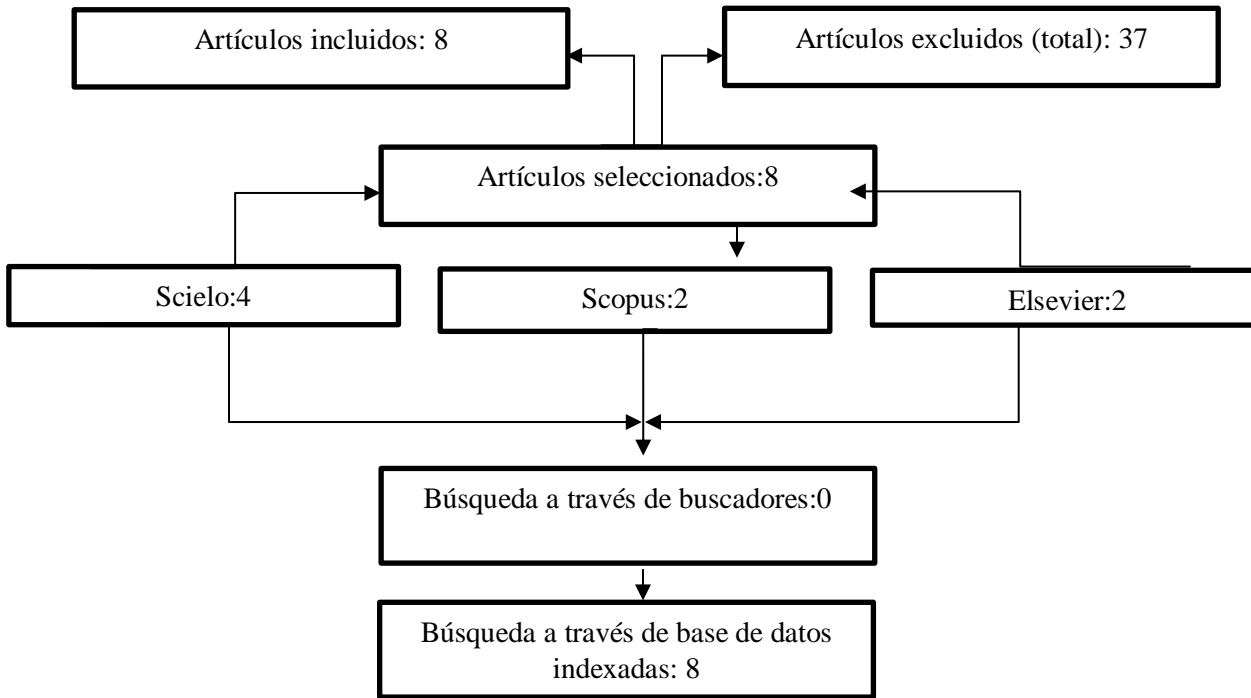 Artículos incluidos: 8
Artículos excluidos (total): 37
Artículos seleccionados:8
Scielo:4
Scopus:2
Elsevier:2
Búsqueda a través de buscadores:0
Búsqueda a través de base de datos
indexadas: 8